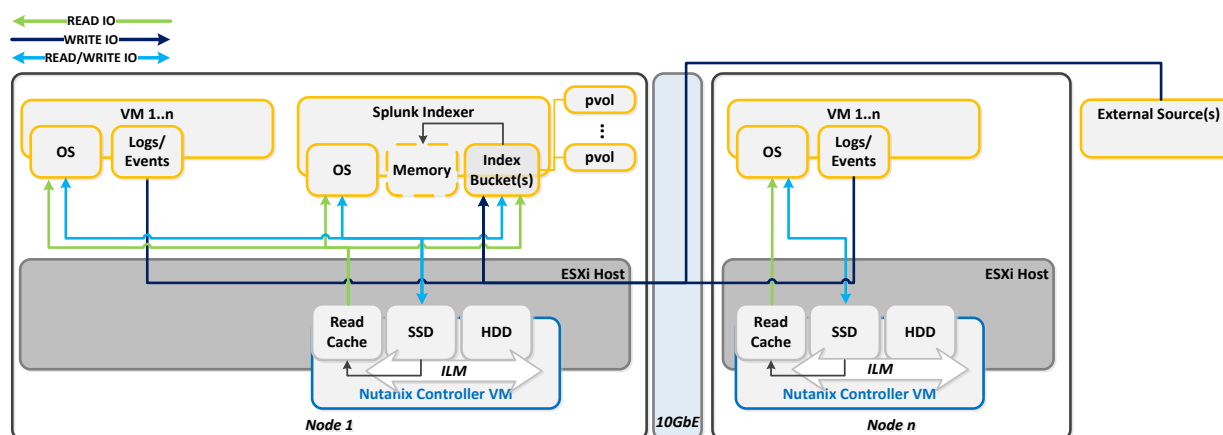 READ IO
WRITE IO
READ/WRITE IO
VM 1..n
OS
Logs/
Events
Splunk Indexer
OS
Memory
Index
Bucket(s)
pvol
⋮
pvol
ESXi Host
Read
Cache
SSD
HDD
ILM
Nutanix Controller VM
Node 1
10GbE
VM 1..n
OS
Logs/
Events
ESXi Host
Read
Cache
SSD
HDD
ILM
Nutanix Controller VM
Node n
External Source(s)